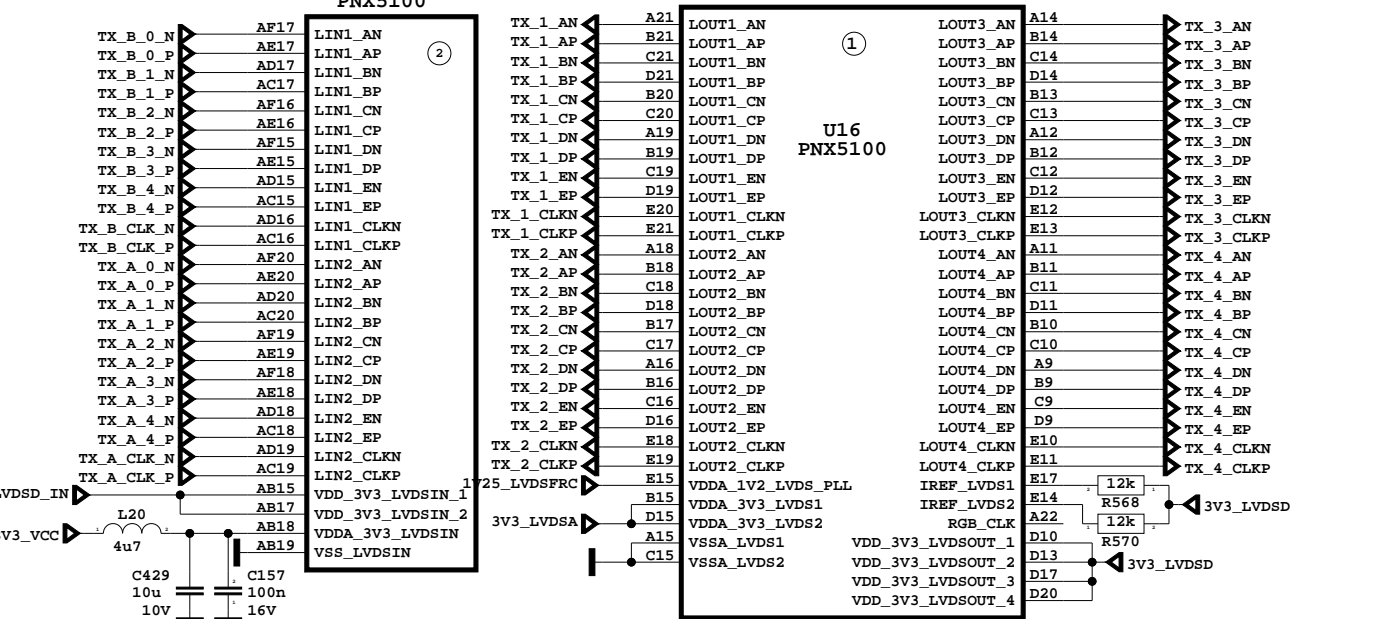 PNX5100
TX_B_0_N AF17 LIN1_AN
TX_B_0_P AE17 LIN1_AP
TX_B_1_N AD17 LIN1_BN
TX_B_1_P AC17 LIN1_BP
TX_B_2_N AF16 LIN1_CN
TX_B_2_P AE16 LIN1_CP
TX_B_3_N AF15 LIN1_DN
TX_B_3_P AE15 LIN1_DP
TX_B_4_N AD15 LIN1_EN
TX_B_4_P AC15 LIN1_EP
TX_B_CLK_N AD16 LIN1_CLKN
TX_B_CLK_P AC16 LIN1_CLKP
TX_A_0_N AF20 LIN2_AN
TX_A_0_P AE20 LIN2_AP
TX_A_1_N AD20 LIN2_BN
TX_A_1_P AC20 LIN2_BP
TX_A_2_N AF19 LIN2_CN
TX_A_2_P AE19 LIN2_CP
TX_A_3_N AF18 LIN2_DN
TX_A_3_P AE18 LIN2_DP
TX_A_4_N AD18 LIN2_EN
TX_A_4_P AC18 LIN2_EP
TX_A_CLK_N AD19 LIN2_CLKN
TX_A_CLK_P AC19 LIN2_CLKP
VDSD_IN AB15 VDD_3V3_LVDSIN_1
AB17 VDD_3V3_LVDSIN_2
V3_VCC 1 L20 2 AB18 VDDA_3V3_LVDSIN
4u7 AB19 VSS_LVDSIN
2
C429
10u
10V
2 C157
100n
1 16V
TX_1_AN A21 LOUT1_AN
TX_1_AP B21 LOUT1_AP
TX_1_BN C21 LOUT1_BN
TX_1_BP D21 LOUT1_BP
TX_1_CN B20 LOUT1_CN
TX_1_CP C20 LOUT1_CP
TX_1_DN A19 LOUT1_DN
TX_1_DP B19 LOUT1_DP
TX_1_EN C19 LOUT1_EN
TX_1_EP D19 LOUT1_EP
TX_1_CLKN E20 LOUT1_CLKN
TX_1_CLKP E21 LOUT1_CLKP
TX_2_AN A18 LOUT2_AN
TX_2_AP B18 LOUT2_AP
TX_2_BN C18 LOUT2_BN
TX_2_BP D18 LOUT2_BP
TX_2_CN B17 LOUT2_CN
TX_2_CP C17 LOUT2_CP
TX_2_DN A16 LOUT2_DN
TX_2_DP B16 LOUT2_DP
TX_2_EN C16 LOUT2_EN
TX_2_EP D16 LOUT2_EP
TX_2_CLKN E18 LOUT2_CLKN
TX_2_CLKP E19 LOUT2_CLKP
1V25_LVDSFRC E15 VDDA_1V2_LVDS_PLL
B15 VDDA_3V3_LVDS1
3V3_LVDSA D15 VDDA_3V3_LVDS2
A15 VSSA_LVDS1
C15 VSSA_LVDS2
1
U16
PNX5100
LOUT3_AN A14 TX_3_AN
LOUT3_AP B14 TX_3_AP
LOUT3_BN C14 TX_3_BN
LOUT3_BP D14 TX_3_BP
LOUT3_CN B13 TX_3_CN
LOUT3_CP C13 TX_3_CP
LOUT3_DN A12 TX_3_DN
LOUT3_DP B12 TX_3_DP
LOUT3_EN C12 TX_3_EN
LOUT3_EP D12 TX_3_EP
LOUT3_CLKN E12 TX_3_CLKN
LOUT3_CLKP E13 TX_3_CLKP
LOUT4_AN A11 TX_4_AN
LOUT4_AP B11 TX_4_AP
LOUT4_BN C11 TX_4_BN
LOUT4_BP D11 TX_4_BP
LOUT4_CN B10 TX_4_CN
LOUT4_CP C10 TX_4_CP
LOUT4_DN A9 TX_4_DN
LOUT4_DP B9 TX_4_DP
LOUT4_EN C9 TX_4_EN
LOUT4_EP D9 TX_4_EP
LOUT4_CLKN E10 TX_4_CLKN
LOUT4_CLKP E11 TX_4_CLKP
IREF_LVDS1 E17 2 12k 1
IREF_LVDS2 E14 R568 3V3_LVDSD
RGB_CLK A22 1 12k 2
VDD_3V3_LVDSOUT_1 D10 R570
VDD_3V3_LVDSOUT_2 D13 3V3_LVDSD
VDD_3V3_LVDSOUT_3 D17
VDD_3V3_LVDSOUT_4 D20